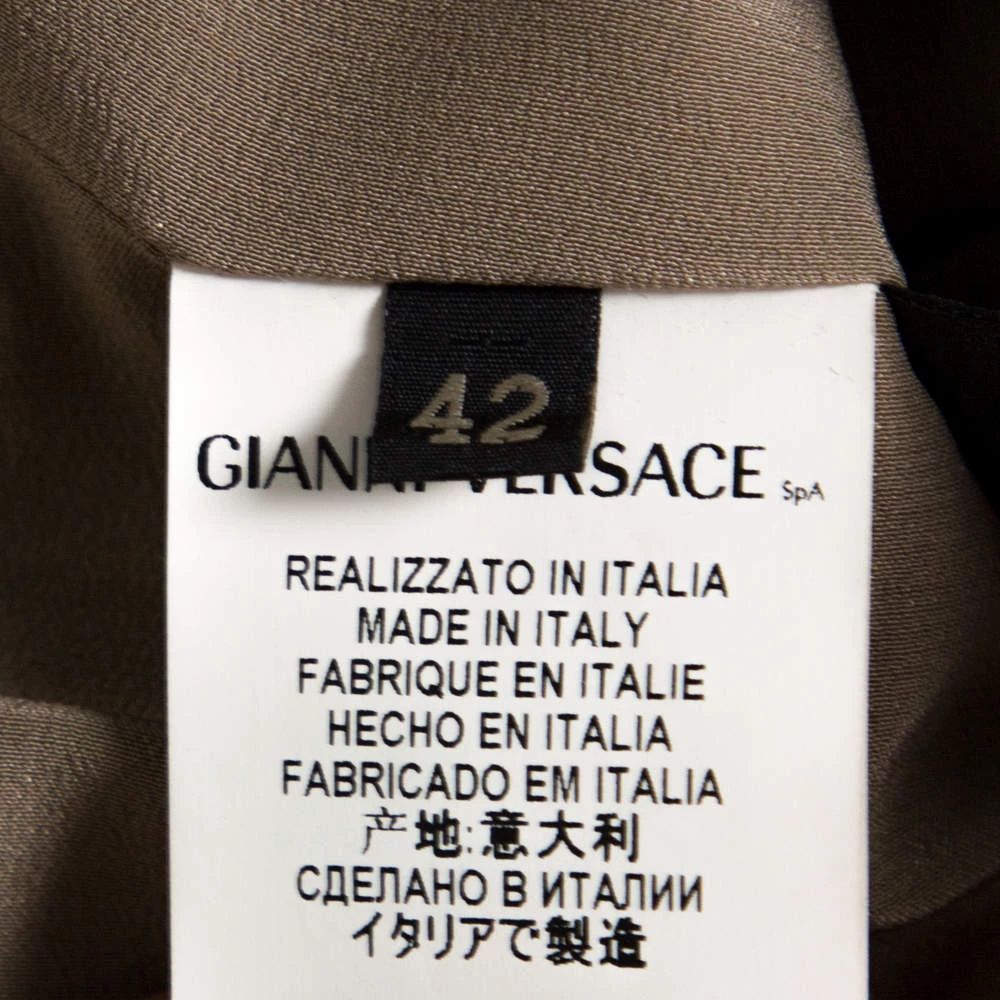 42
GIANNI VERSACE SpA
REALIZZATO IN ITALIA
MADE IN ITALY
FABRIQUE EN ITALIE
HECHO EN ITALIA
FABRICADO EM ITALIA
产地:意大利
СДЕЛАНО В ИТАЛИИ
イタリアで製造